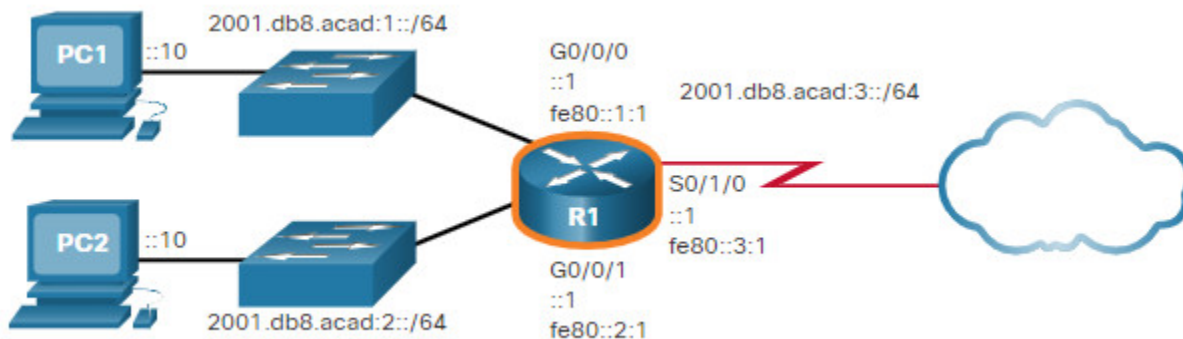 2001.db8.acad:1::/64
PC1
::10
G0/0/0
::1
fe80::1:1
2001.db8.acad:3::/64
R1
S0/1/0
::1
fe80::3:1
PC2
::10
G0/0/1
::1
fe80::2:1
2001.db8.acad:2::/64